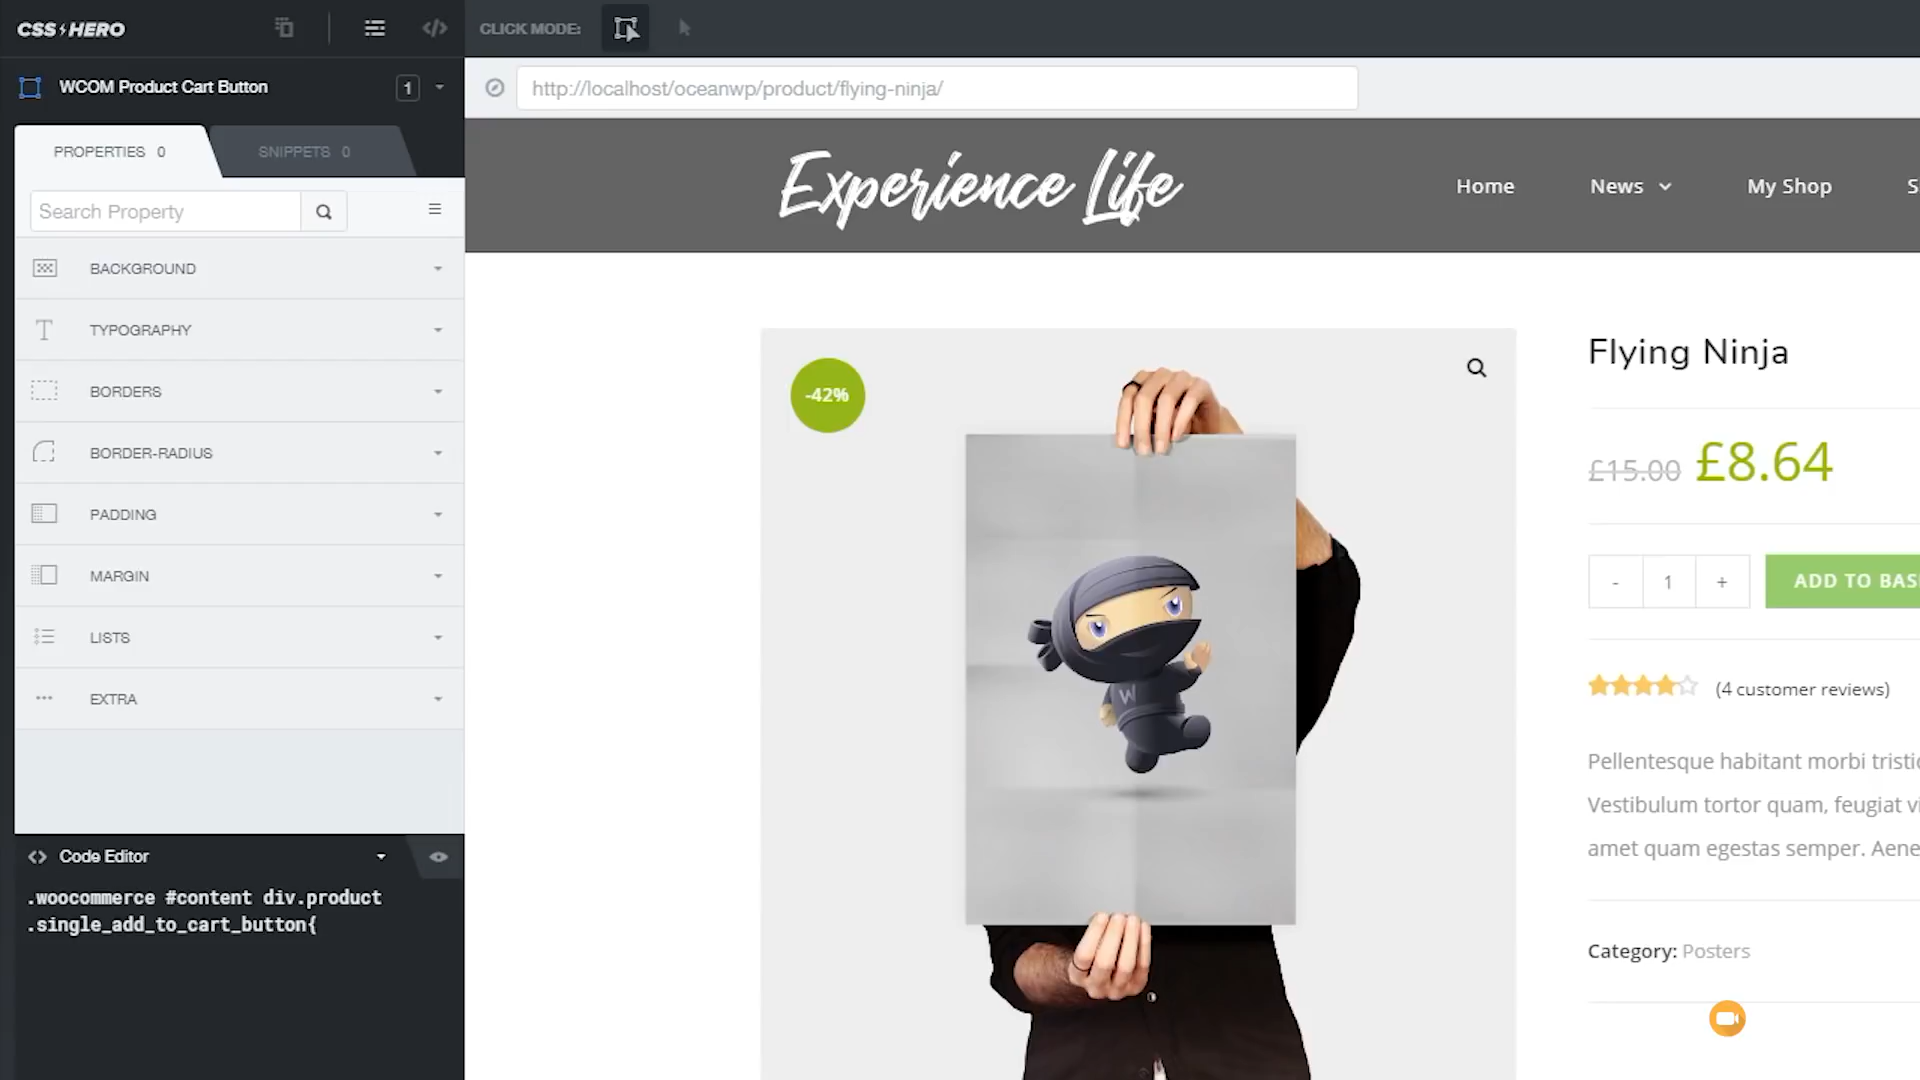 CSS HERO
CLICK MODE:
WCOM Product Cart Button
1
http://localhost/oceanwp/product/flying-ninja/
PROPERTIES 0
SNIPPETS 0
Search Property
BACKGROUND
TYPOGRAPHY
BORDERS
BORDER-RADIUS
PADDING
MARGIN
LISTS
EXTRA
Code Editor
.woocommerce #content div.product
.single_add_to_cart_button{
Experience Life
Home
News
My Shop
S
-42%
W
Flying Ninja
£15.00 £8.64
- 1 +
ADD TO BAS
(4 customer reviews)
Pellentesque habitant morbi tristi
Vestibulum tortor quam, feugiat vi
amet quam egestas semper. Aene
Category: Posters